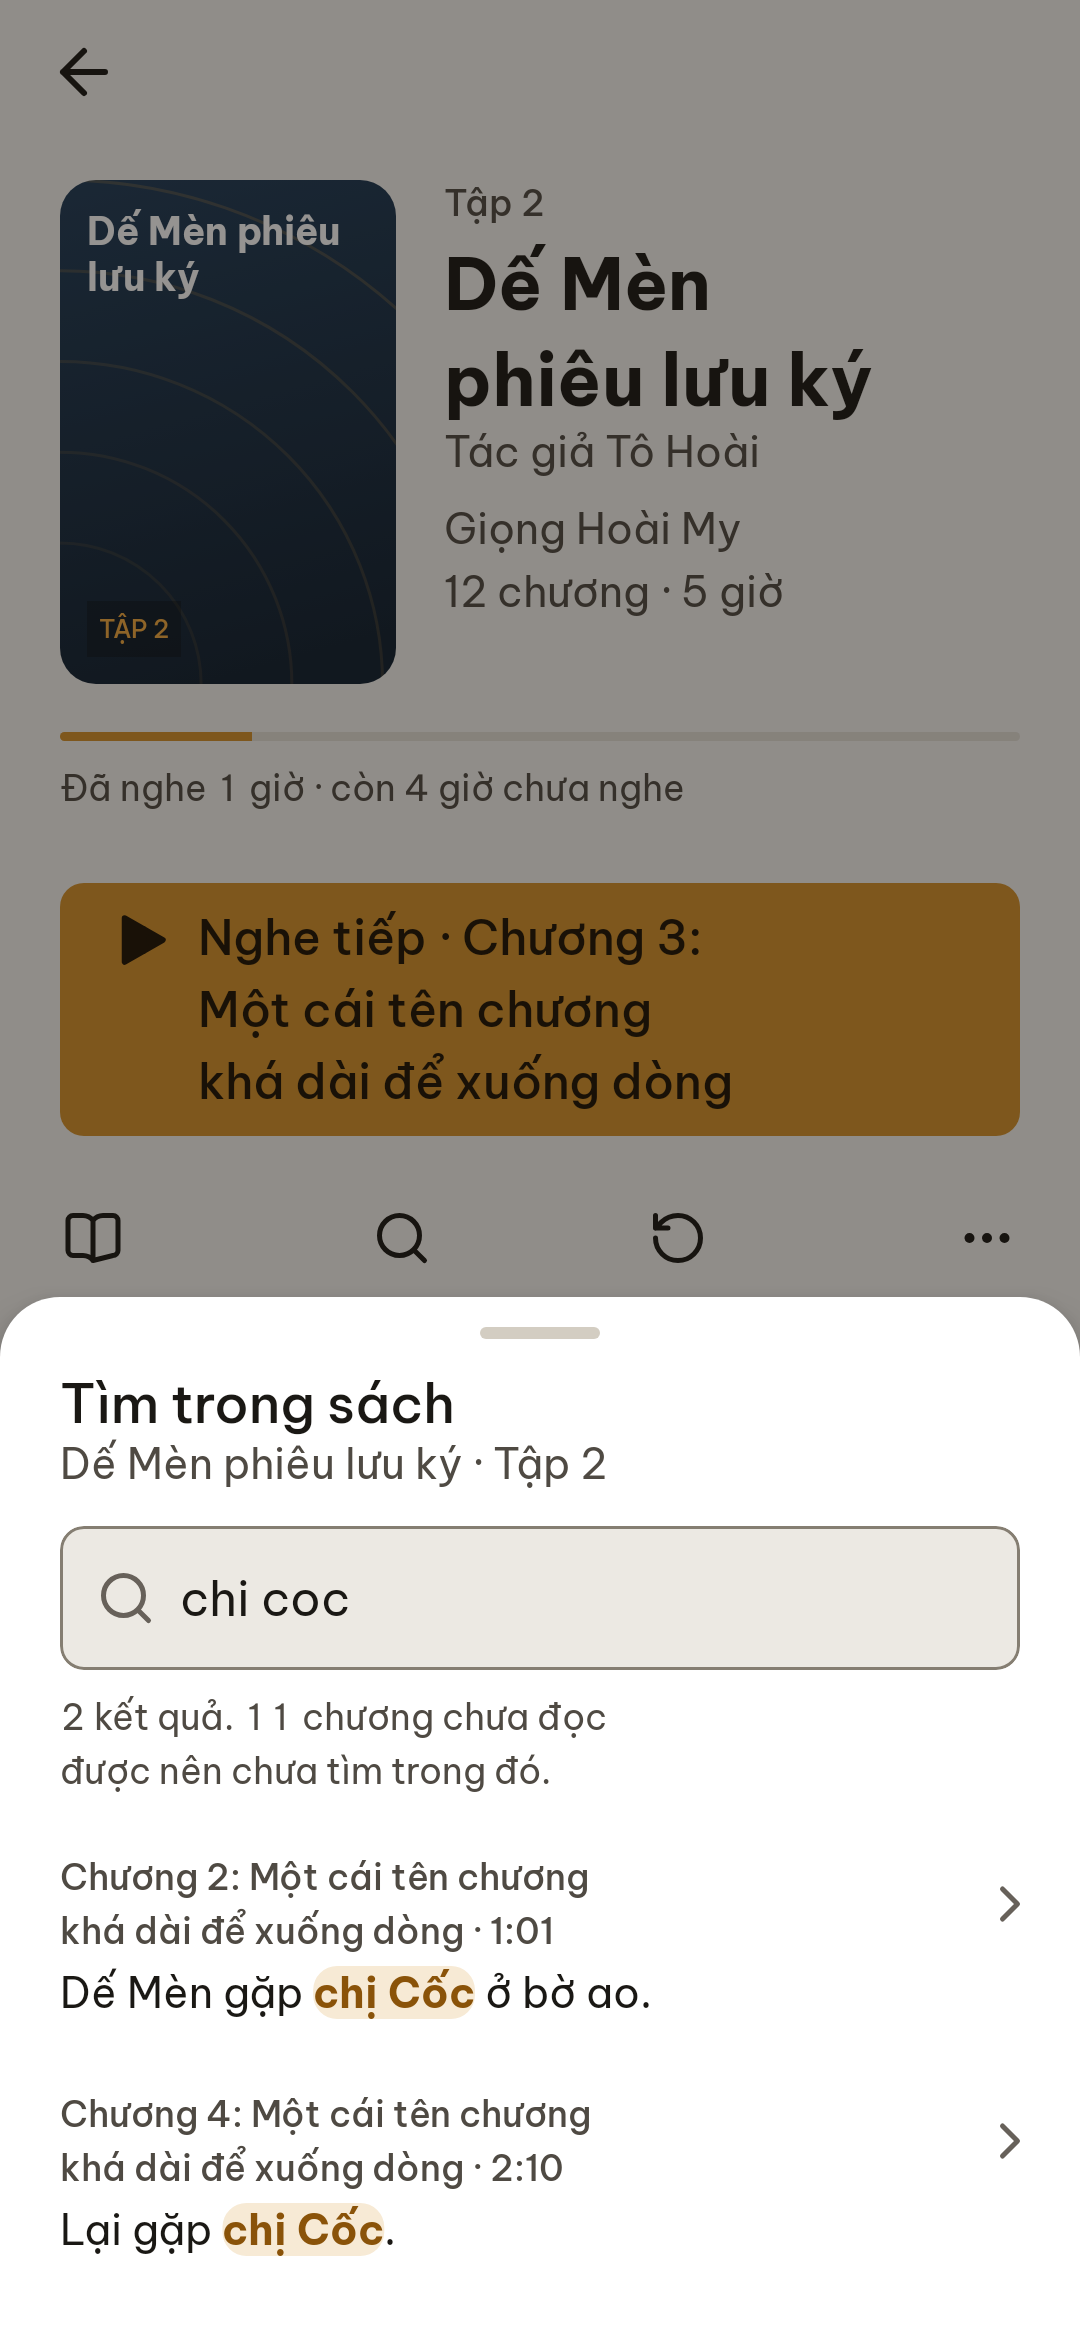 Dế Mèn phiêu
lưu ký
TẬP 2
Tập 2
Dế Mèn
phiêu lưu ký
Tác giả Tô Hoài
Giọng Hoài My
12 chương · 5 giờ
Đã nghe 1 giờ · còn 4 giờ chưa nghe
Nghe tiếp · Chương 3:
Một cái tên chương
khá dài để xuống dòng
Tìm trong sách
Dế Mèn phiêu lưu ký · Tập 2
chi coc
2 kết quả. 11 chương chưa đọc
được nên chưa tìm trong đó.
Chương 2: Một cái tên chương
khá dài để xuống dòng · 1:01
Dế Mèn gặp chị Cốc ở bờ ao.
Chương 4: Một cái tên chương
khá dài để xuống dòng · 2:10
Lại gặp chị Cốc.